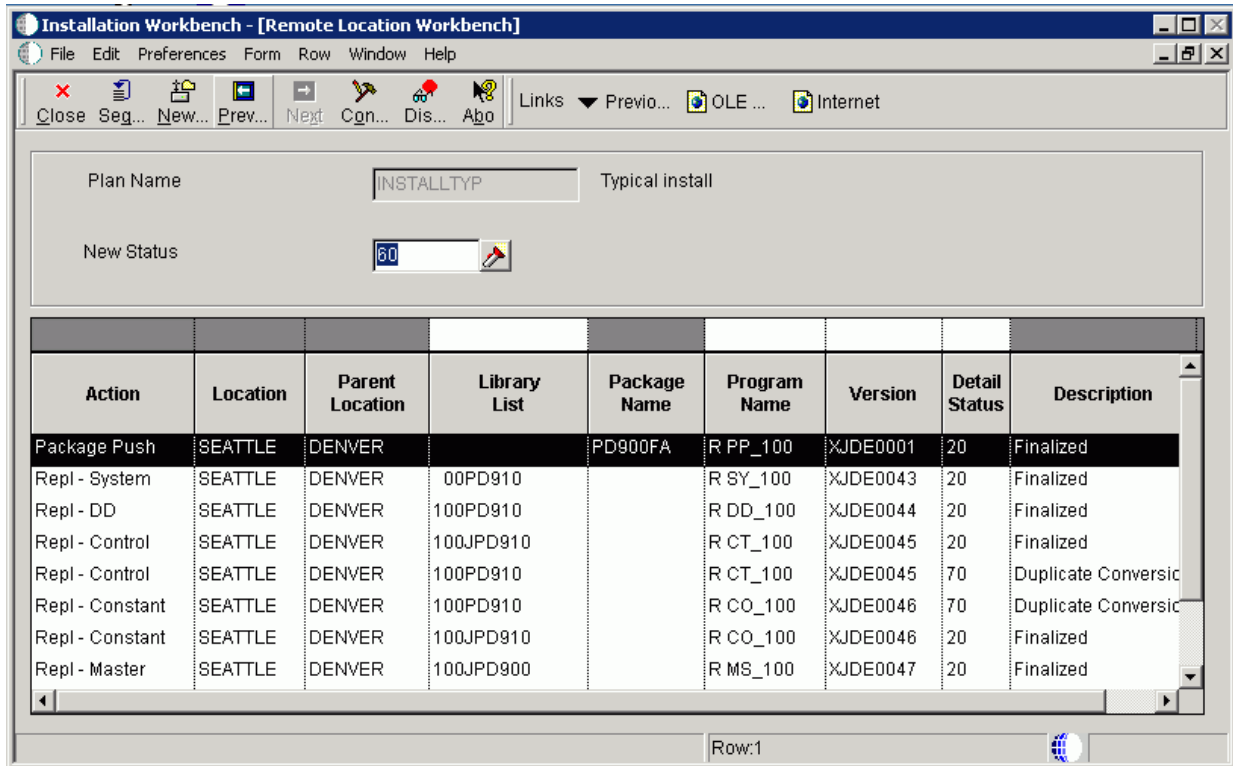 Installation Workbench - [Remote Location Workbench]
File Edit Preferences Form Row Window Help
Close Seq... New... Prev... Next Con... Dis... Abo Links Previo... OLE ... Internet
Plan Name INSTALLTYP Typical install
New Status 60
Action Location Parent Location Library List Package Name Program Name Version Detail Status Description
Package Push SEATTLE DENVER PD900FA R PP_100 XJDE0001 20 Finalized
Repl - System SEATTLE DENVER 00PD910 R SY_100 XJDE0043 20 Finalized
Repl - DD SEATTLE DENVER 100PD910 R DD_100 XJDE0044 20 Finalized
Repl - Control SEATTLE DENVER 100JPD910 R CT_100 XJDE0045 20 Finalized
Repl - Control SEATTLE DENVER 100PD910 R CT_100 XJDE0045 70 Duplicate Conversic
Repl - Constant SEATTLE DENVER 100PD910 R CO_100 XJDE0046 70 Duplicate Conversic
Repl - Constant SEATTLE DENVER 100JPD910 R CO_100 XJDE0046 20 Finalized
Repl - Master SEATTLE DENVER 100JPD900 R MS_100 XJDE0047 20 Finalized
Row:1